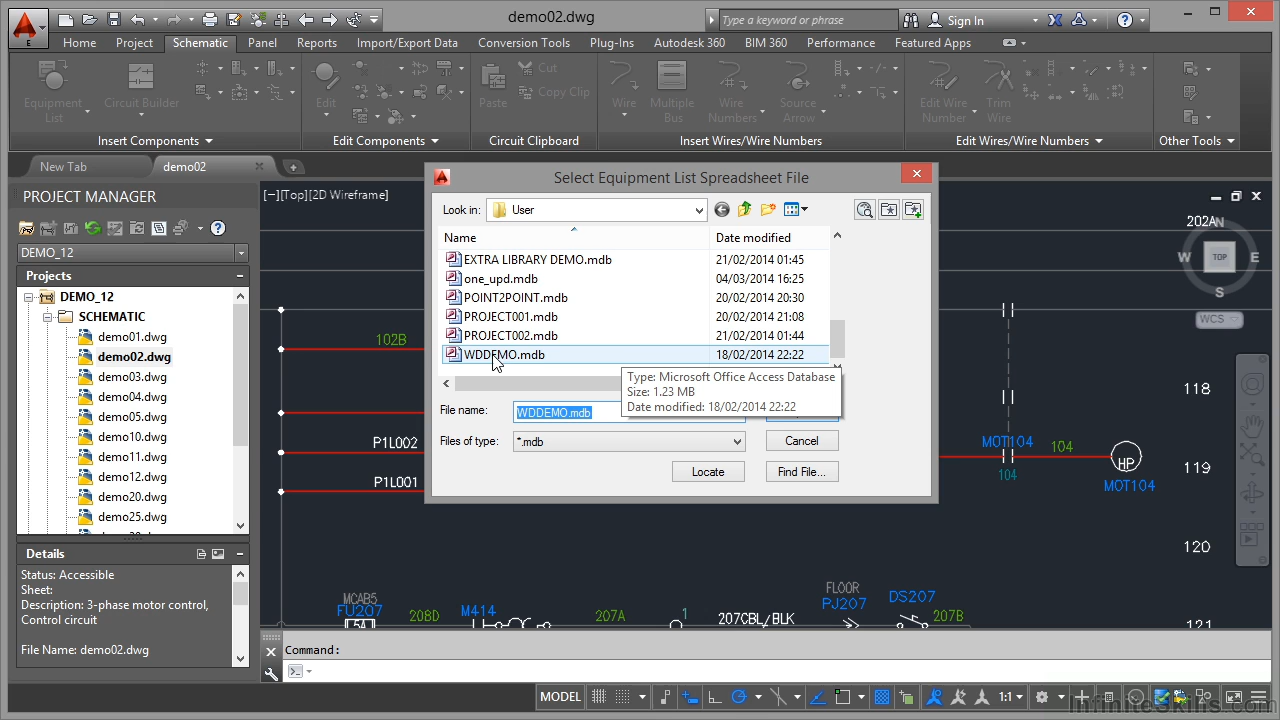 demo02.dwg
Type a keyword or phrase
Sign In
E
Home
Project
Schematic
Panel
Reports
Import/Export Data
Conversion Tools
Plug-Ins
Autodesk 360
BIM 360
Performance
Featured Apps
Equipment List
Circuit Builder
Insert Components
Edit
Edit Components
Paste
Cut
Copy Clip
Circuit Clipboard
Wire
Multiple Bus
Wire Numbers
Source Arrow
Insert Wires/Wire Numbers
Edit Wire Number
Trim Wire
Edit Wires/Wire Numbers
Other Tools
New Tab
demo02
PROJECT MANAGER
DEMO_12
Projects
DEMO_12
SCHEMATIC
demo01.dwg
demo02.dwg
demo03.dwg
demo04.dwg
demo05.dwg
demo10.dwg
demo11.dwg
demo12.dwg
demo20.dwg
demo25.dwg
Details
Status: Accessible
Sheet:
Description: 3-phase motor control,
Control circuit
File Name: demo02.dwg
[−][Top][2D Wireframe]
Select Equipment List Spreadsheet File
Look in:
User
Name
Date modified
EXTRA LIBRARY DEMO.mdb 21/02/2014 01:45
one_upd.mdb 04/03/2014 16:25
POINT2POINT.mdb 20/02/2014 20:30
PROJECT001.mdb 20/02/2014 21:08
PROJECT002.mdb 21/02/2014 01:44
WDDEMO.mdb 18/02/2014 22:22
Type: Microsoft Office Access Database
Size: 1.23 MB
Date modified: 18/02/2014 22:22
File name:
WDDEMO.mdb
Files of type:
*.mdb
Cancel
Locate
Find File...
202A
N
W
TOP
E
S
WCS
102B
P1L002
P1L001
118
MOT104
104
104
HP
MOT104
119
120
121
MCAB5
FU207
5A
208D
M414
207A
1
207CBL/BLK
FLOOR
PJ207
DS207
207B
Command:
MODEL
1:1
InfiniteSkills.com